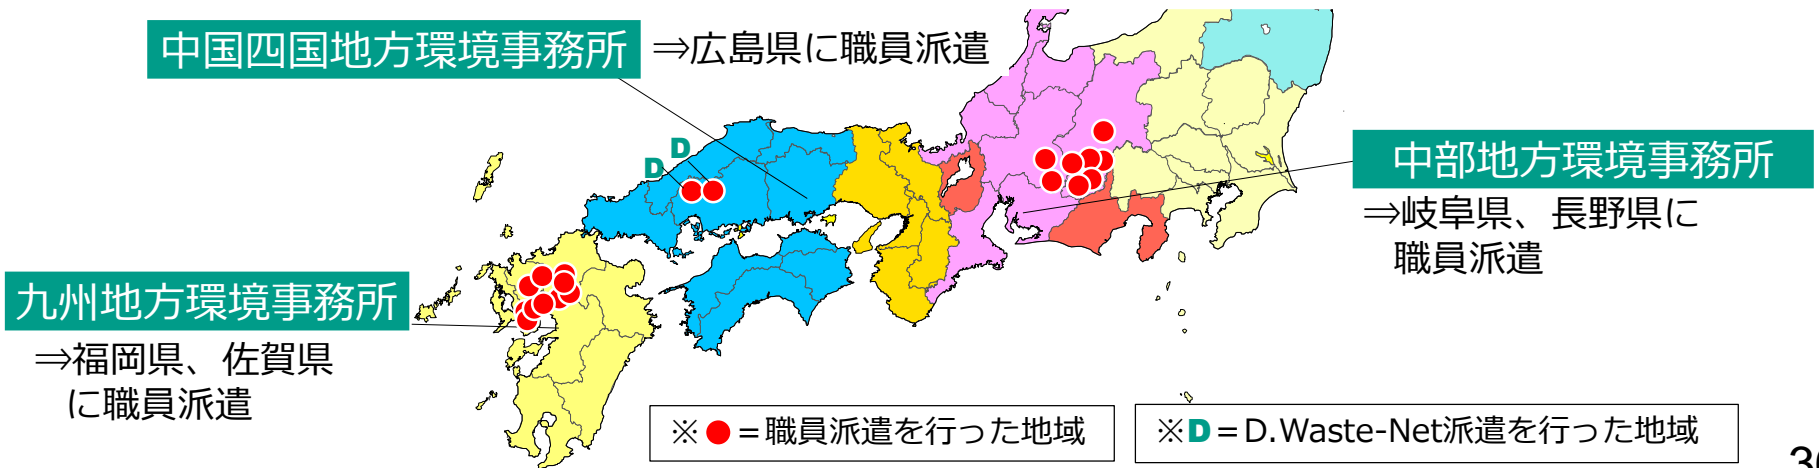 中国四国地方環境事務所
⇒広島県に職員派遣
D
D
中部地方環境事務所
⇒岐阜県、長野県に
職員派遣
九州地方環境事務所
⇒福岡県、佐賀県
に職員派遣
※●=職員派遣を行った地域
※D=D.Waste-Net派遣を行った地域